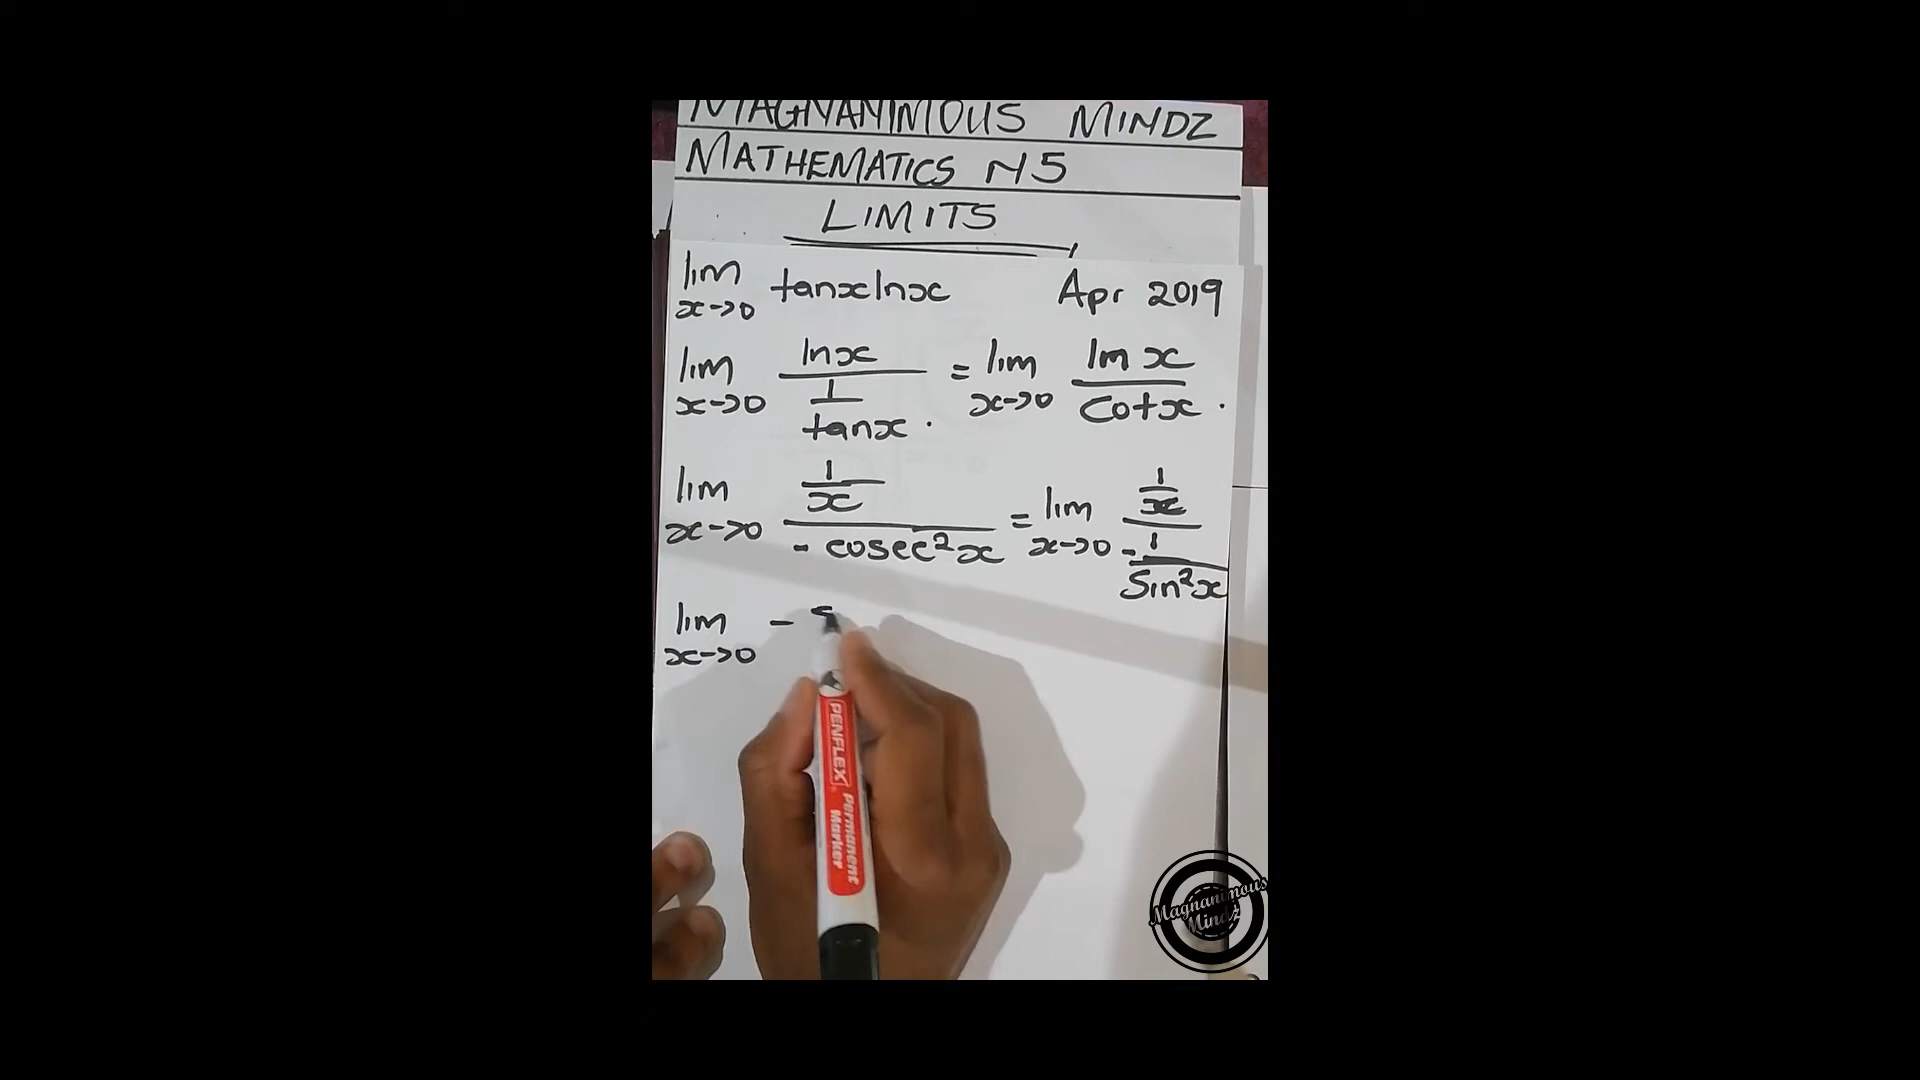 MAGNANIMOUS MINDZ
MATHEMATICS N5
LIMITS
lim x→0 tanxlnx Apr 2019
lim x→0 lnx / (1 / tanx) . = lim x→0 ln x / cotx .
lim x→0 (1 / x) / (- cosec²x) = lim x→0 (1 / x) / (- 1 / Sin²x)
lim x→0 -
PENFLEX
Permanent
Marker
Magnanimous
Mindz